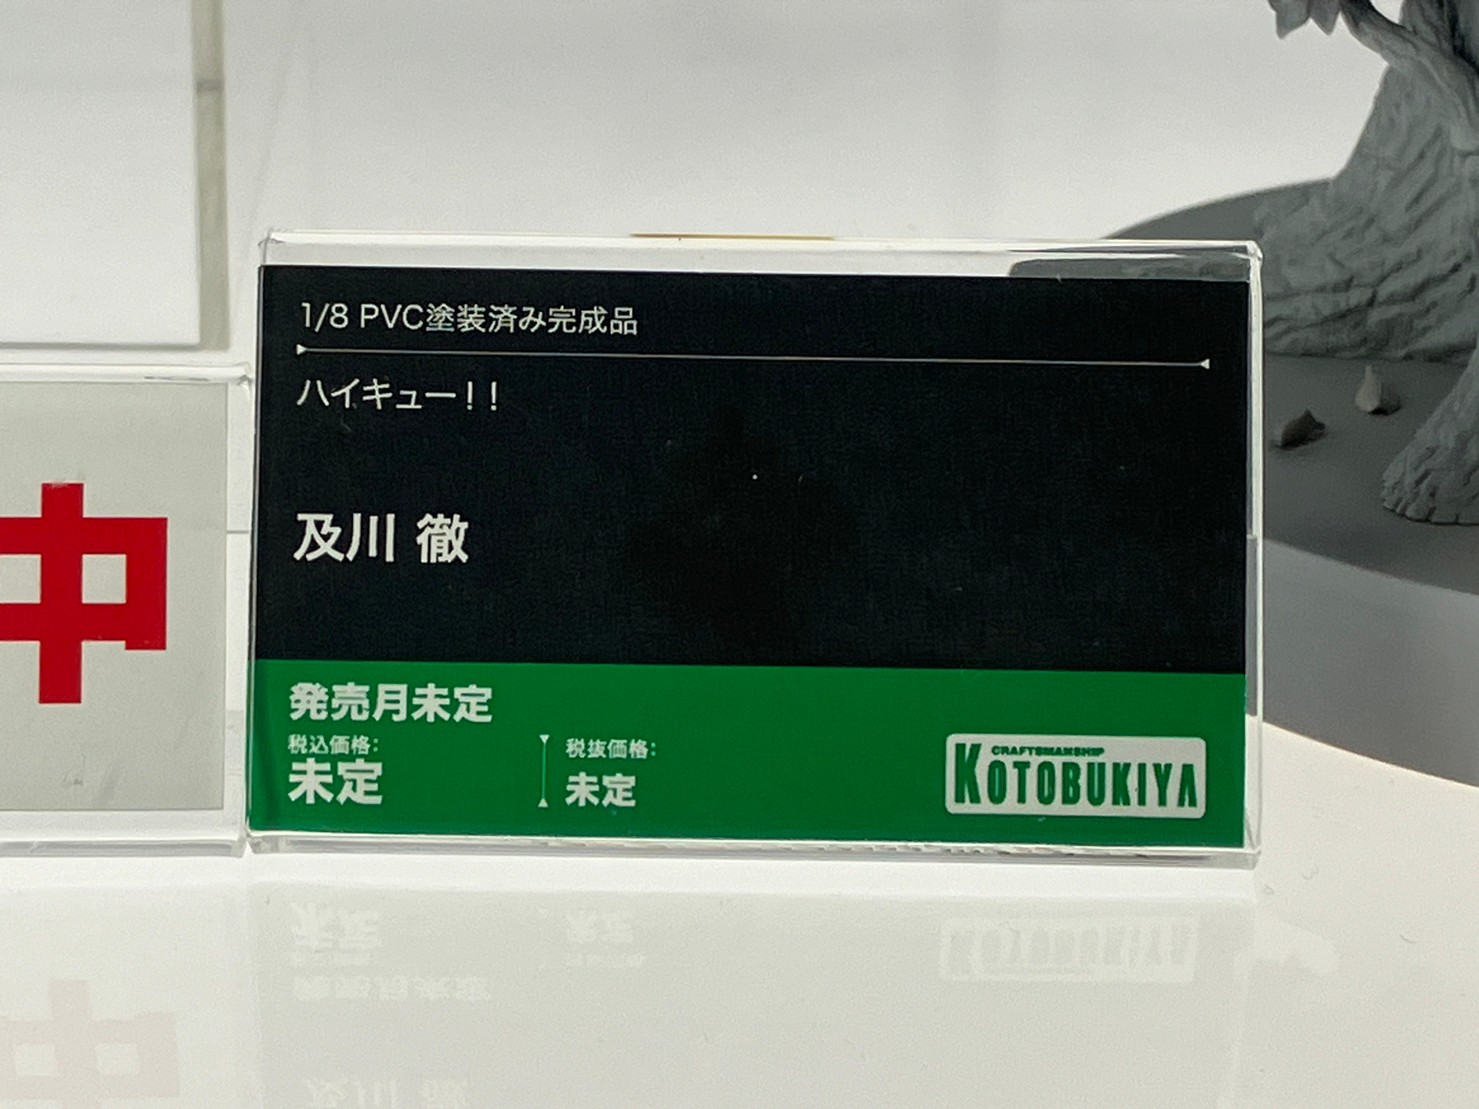 1/8 PVC塗装済み完成品
ハイキュー！！
及川 徹
発売月未定
税込価格：
未定
税抜価格：
未定
CRAFTSMANSHIP
KOTOBUKIYA
中